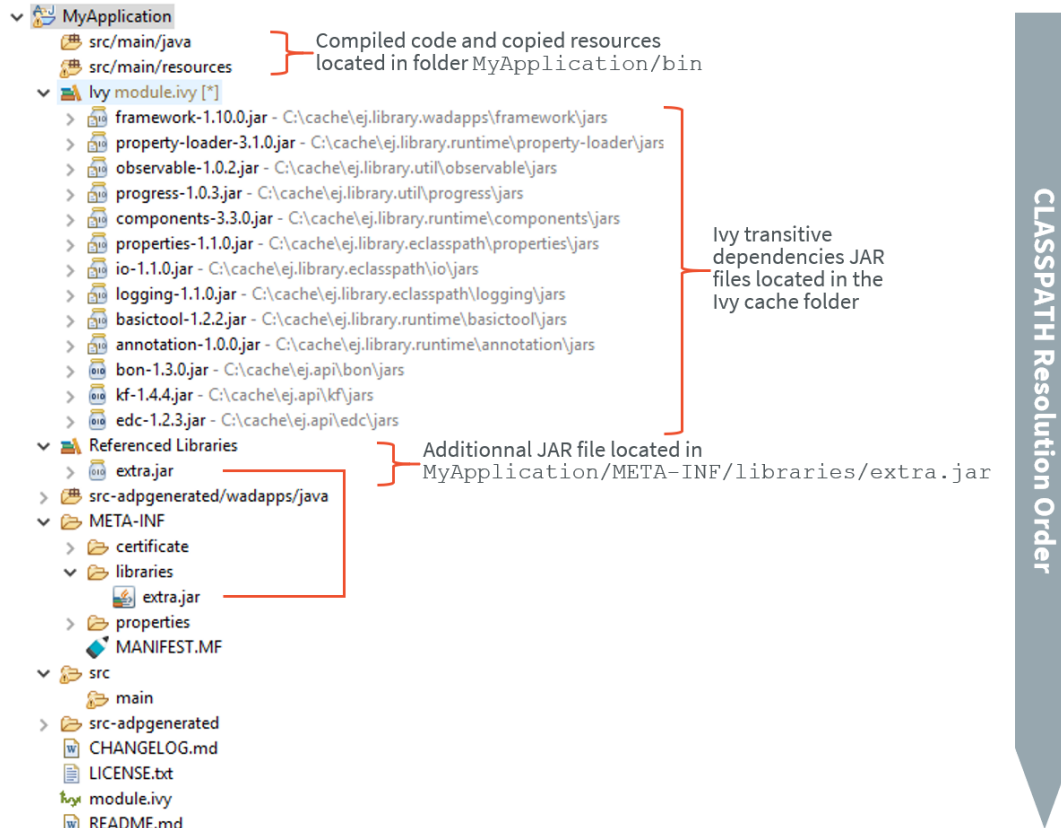 MyApplication
src/main/java
src/main/resources
Compiled code and copied resources
located in folder MyApplication/bin
Ivy module.ivy [*]
framework-1.10.0.jar - C:\cache\ej.library.wadapps\framework\jars
property-loader-3.1.0.jar - C:\cache\ej.library.runtime\property-loader\jars
observable-1.0.2.jar - C:\cache\ej.library.util\observable\jars
progress-1.0.3.jar - C:\cache\ej.library.util\progress\jars
components-3.3.0.jar - C:\cache\ej.library.runtime\components\jars
properties-1.1.0.jar - C:\cache\ej.library.eclasspath\properties\jars
io-1.1.0.jar - C:\cache\ej.library.eclasspath\io\jars
logging-1.1.0.jar - C:\cache\ej.library.eclasspath\logging\jars
basictool-1.2.2.jar - C:\cache\ej.library.runtime\basictool\jars
annotation-1.0.0.jar - C:\cache\ej.library.runtime\annotation\jars
bon-1.3.0.jar - C:\cache\ej.api\bon\jars
kf-1.4.4.jar - C:\cache\ej.api\kf\jars
edc-1.2.3.jar - C:\cache\ej.api\edc\jars
Ivy transitive
dependencies JAR
files located in the
Ivy cache folder
Referenced Libraries
extra.jar
Additionnal JAR file located in
MyApplication/META-INF/libraries/extra.jar
src-adpgenerated/wadapps/java
META-INF
certificate
libraries
extra.jar
properties
MANIFEST.MF
src
main
src-adpgenerated
CHANGELOG.md
LICENSE.txt
module.ivy
README.md
CLASSPATH Resolution Order